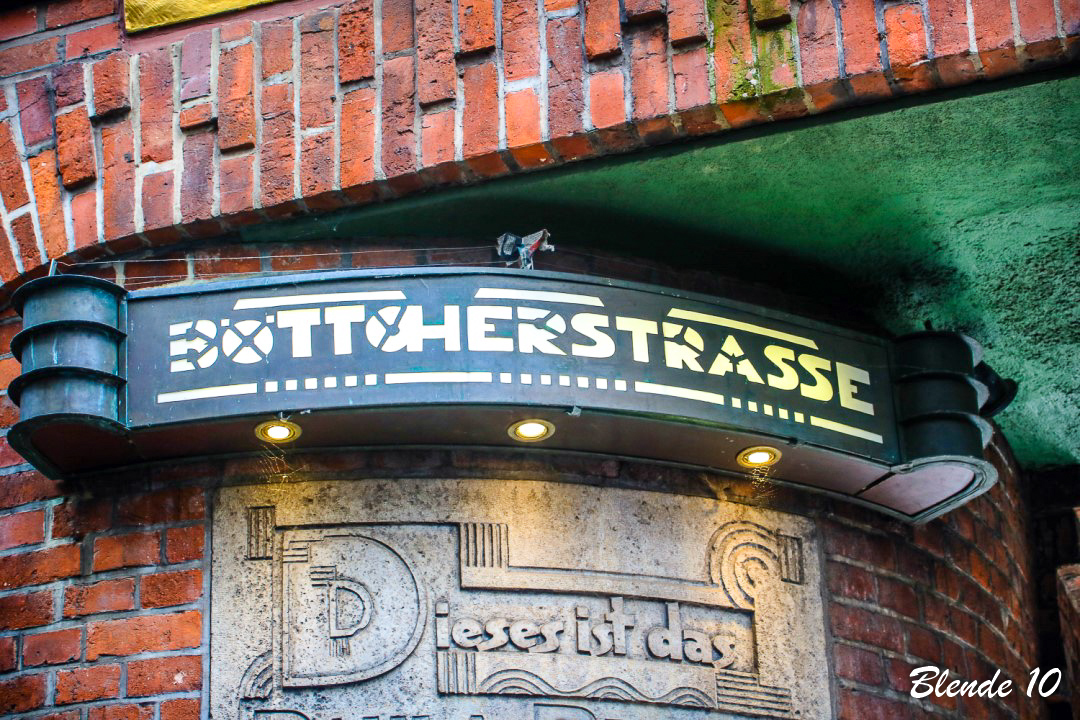 BÖTTCHERSTRASSE
Dieses ist das
Blende 10